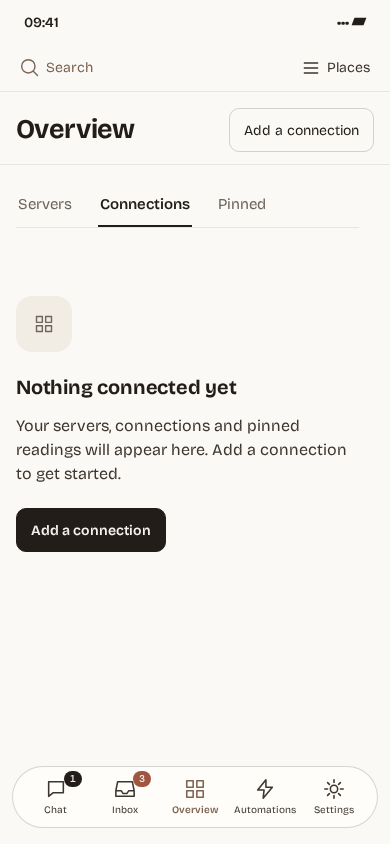 09:41
Search
Places
Overview
Add a connection
Servers
Connections
Pinned
Nothing connected yet
Your servers, connections and pinned
readings will appear here. Add a connection
to get started.
Add a connection
1
3
Chat
Inbox
Overview
Automations
Settings